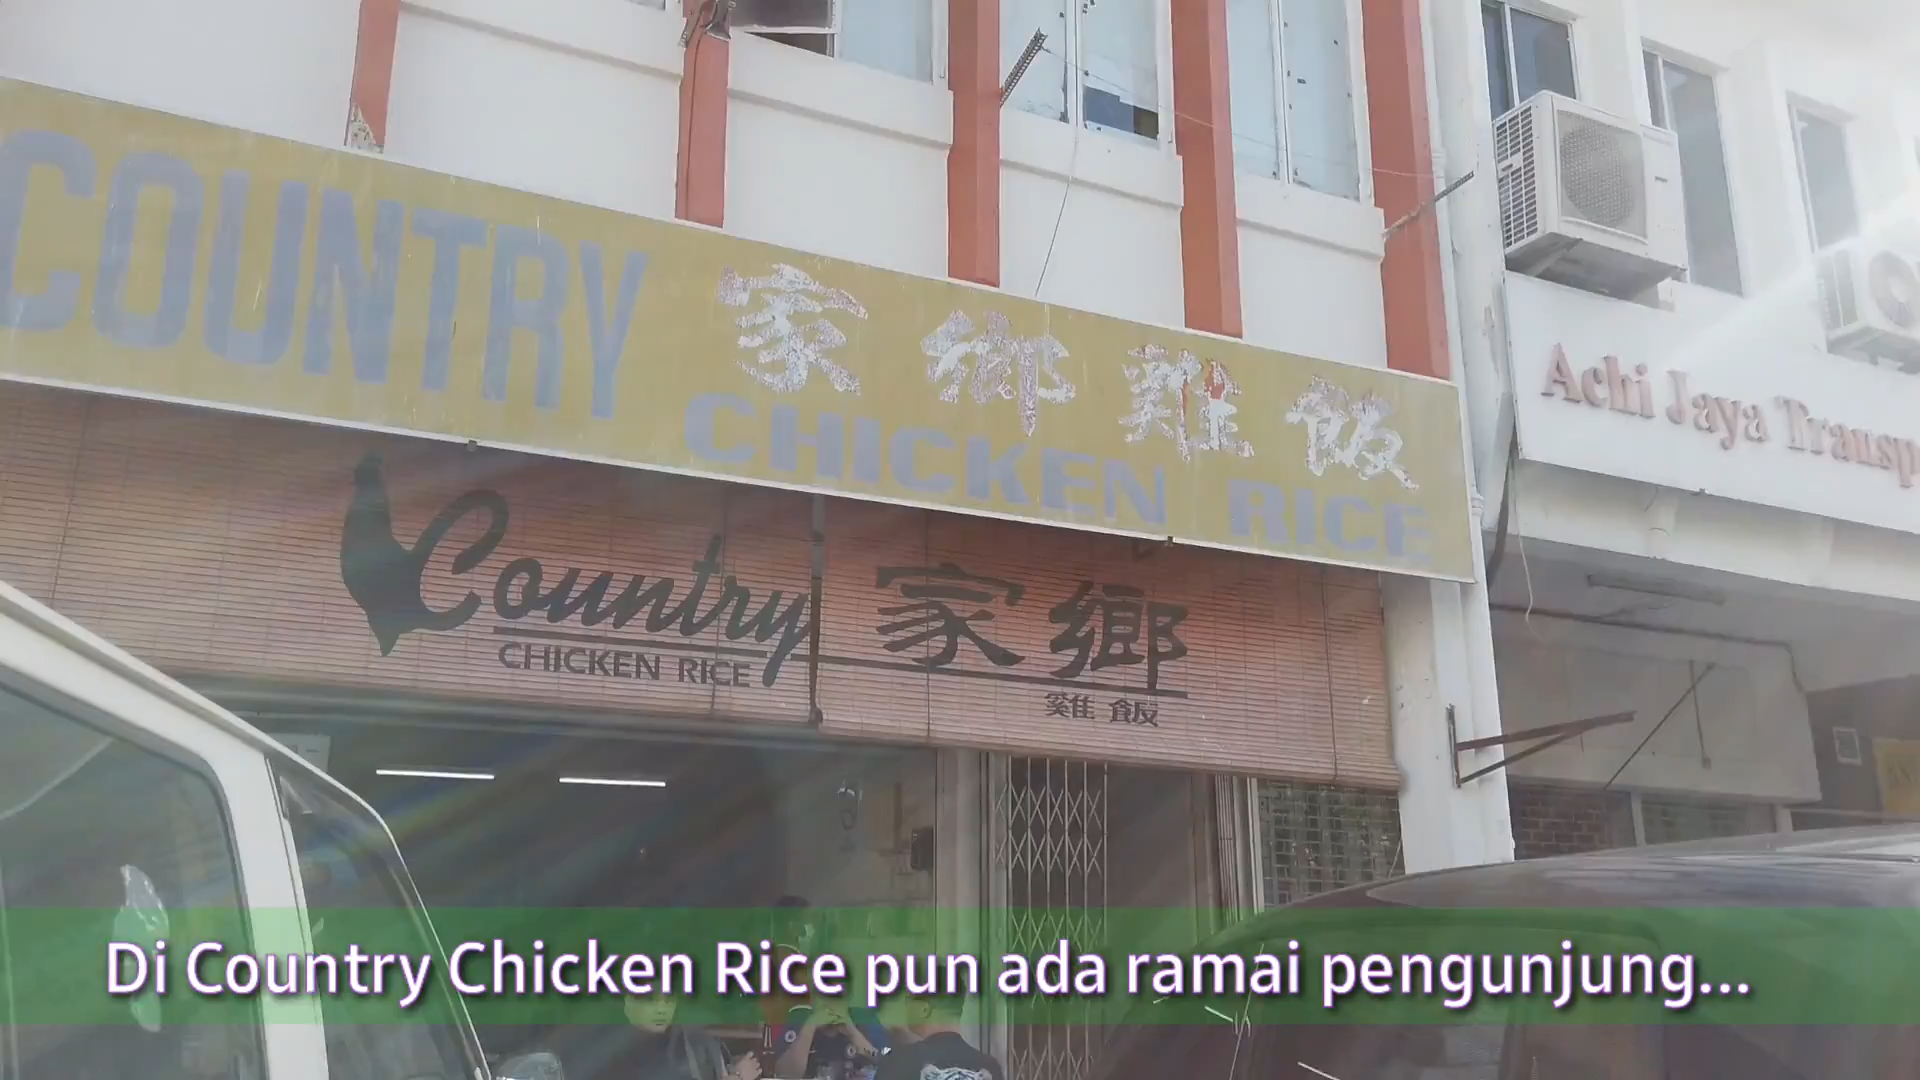 COUNTRY 家鄉雞飯
CHICKEN RICE
Achi Jaya Transp
Country 家鄉
CHICKEN RICE
雞飯
Di Country Chicken Rice pun ada ramai pengunjung...